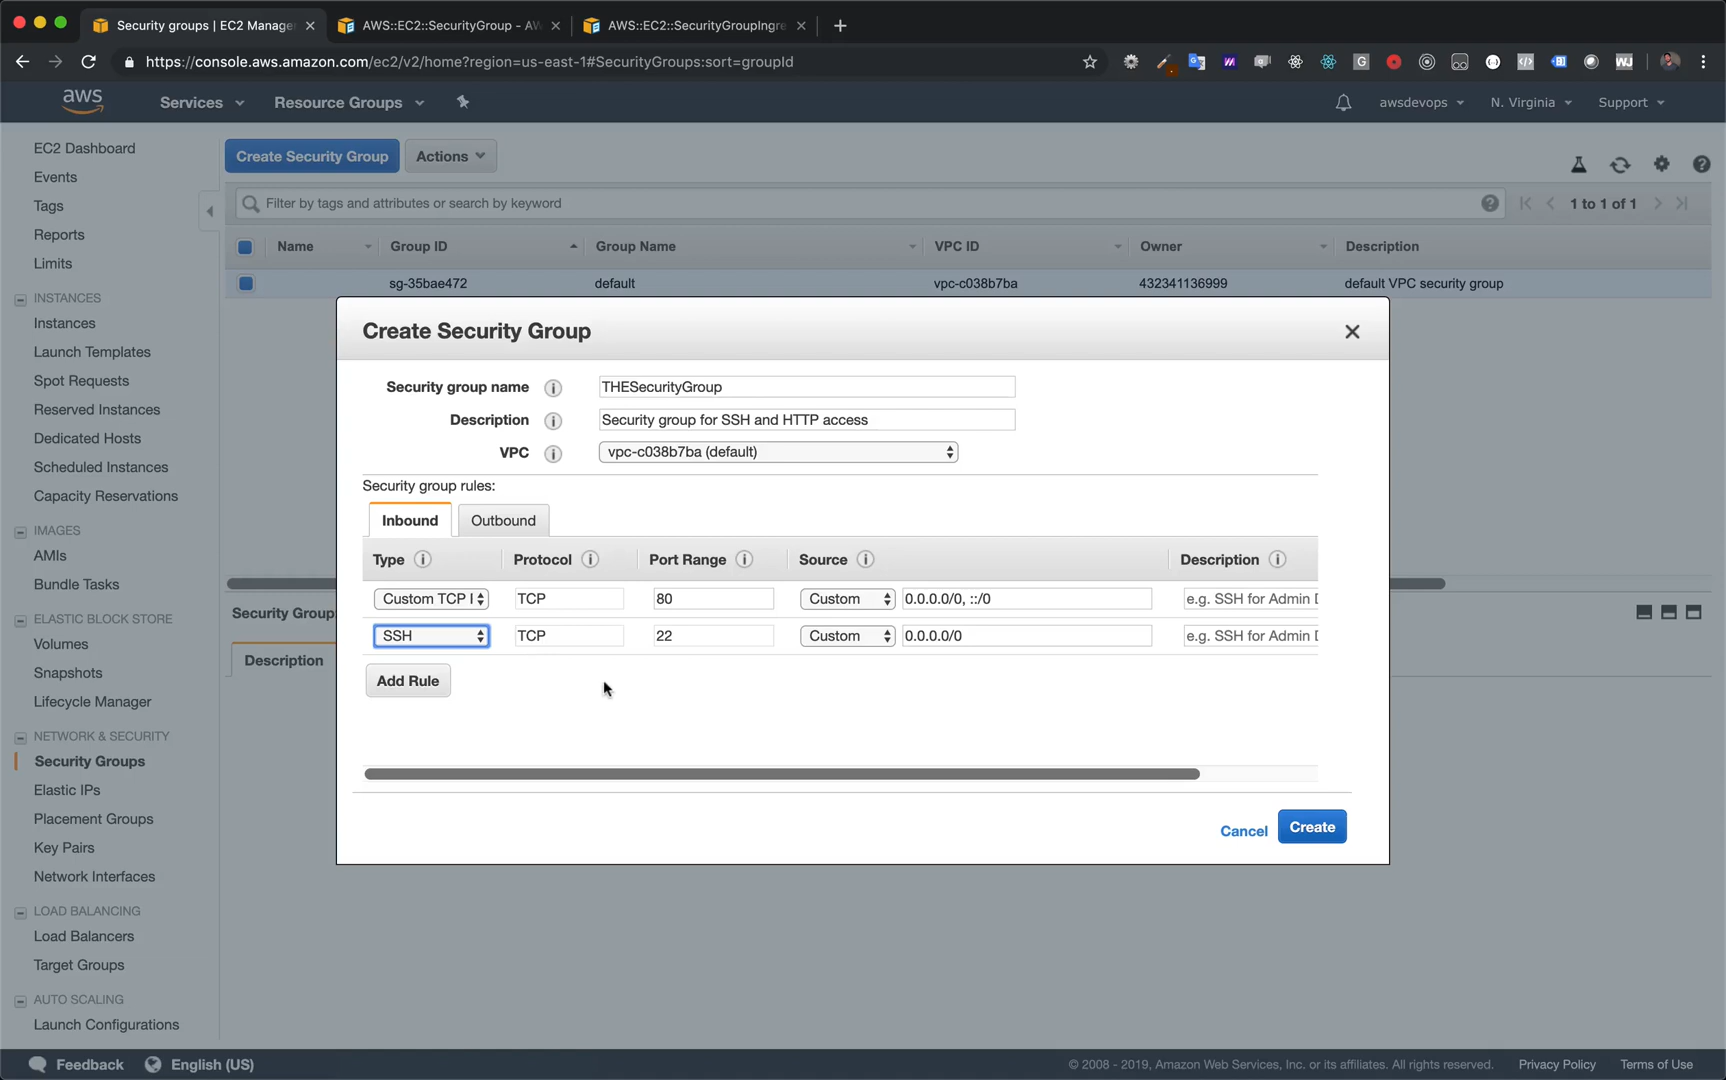 Security groups | EC2 Manage
AWS::EC2::SecurityGroup - AW
AWS::EC2::SecurityGroupIngre
https://console.aws.amazon.com/ec2/v2/home?region=us-east-1#SecurityGroups:sort=groupId
aws
Services
Resource Groups
awsdevops
N. Virginia
Support
EC2 Dashboard
Events
Tags
Reports
Limits
INSTANCES
Instances
Launch Templates
Spot Requests
Reserved Instances
Dedicated Hosts
Scheduled Instances
Capacity Reservations
IMAGES
AMIs
Bundle Tasks
ELASTIC BLOCK STORE
Volumes
Snapshots
Lifecycle Manager
NETWORK & SECURITY
Security Groups
Elastic IPs
Placement Groups
Key Pairs
Network Interfaces
LOAD BALANCING
Load Balancers
Target Groups
AUTO SCALING
Launch Configurations
Create Security Group
Actions
Filter by tags and attributes or search by keyword
1 to 1 of 1
Name Group ID Group Name VPC ID Owner Description
sg-35bae472 default vpc-c038b7ba 432341136999 default VPC security group
Security Group
Description
Create Security Group
Security group name THESecurityGroup
Description Security group for SSH and HTTP access
VPC vpc-c038b7ba (default)
Security group rules:
Inbound Outbound
Type Protocol Port Range Source Description
Custom TCP I TCP 80 Custom 0.0.0.0/0, ::/0 e.g. SSH for Admin D
SSH TCP 22 Custom 0.0.0.0/0 e.g. SSH for Admin D
Add Rule
Cancel Create
Feedback English (US)
© 2008 - 2019, Amazon Web Services, Inc. or its affiliates. All rights reserved. Privacy Policy Terms of Use